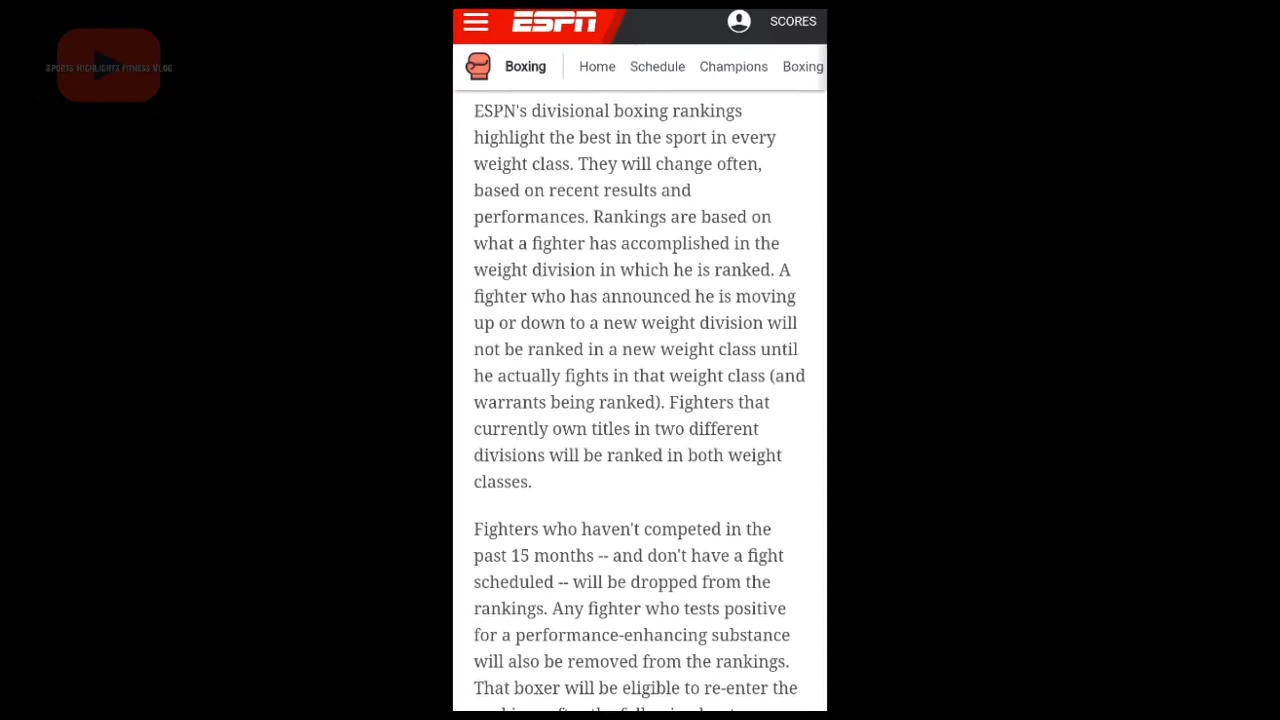 SPORTS HIGHLIGHTS FITNESS VLOG
ESPN
SCORES
Boxing
Home
Schedule
Champions
Boxing
ESPN's divisional boxing rankings
highlight the best in the sport in every
weight class. They will change often,
based on recent results and
performances. Rankings are based on
what a fighter has accomplished in the
weight division in which he is ranked. A
fighter who has announced he is moving
up or down to a new weight division will
not be ranked in a new weight class until
he actually fights in that weight class (and
warrants being ranked). Fighters that
currently own titles in two different
divisions will be ranked in both weight
classes.
Fighters who haven't competed in the
past 15 months -- and don't have a fight
scheduled -- will be dropped from the
rankings. Any fighter who tests positive
for a performance-enhancing substance
will also be removed from the rankings.
That boxer will be eligible to re-enter the